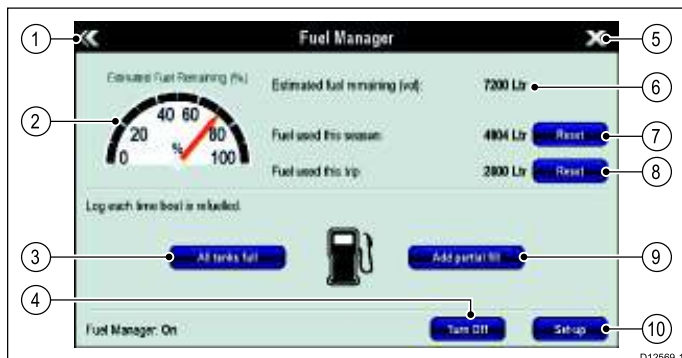 Fuel Manager
1
5
Estimated Fuel Remaining (%)
Estimated fuel remaining (vol):
7200 Ltr
6
2
0
20
40
60
80
100
%
Fuel used this season:
4804 Ltr
Reset
7
Fuel used this trip
2800 Ltr
Reset
8
Log each time boat is refuelled.
3
All tanks full
Add partial fill
9
4
Fuel Manager: On
Turn Off
Set-up
10
D12569-1